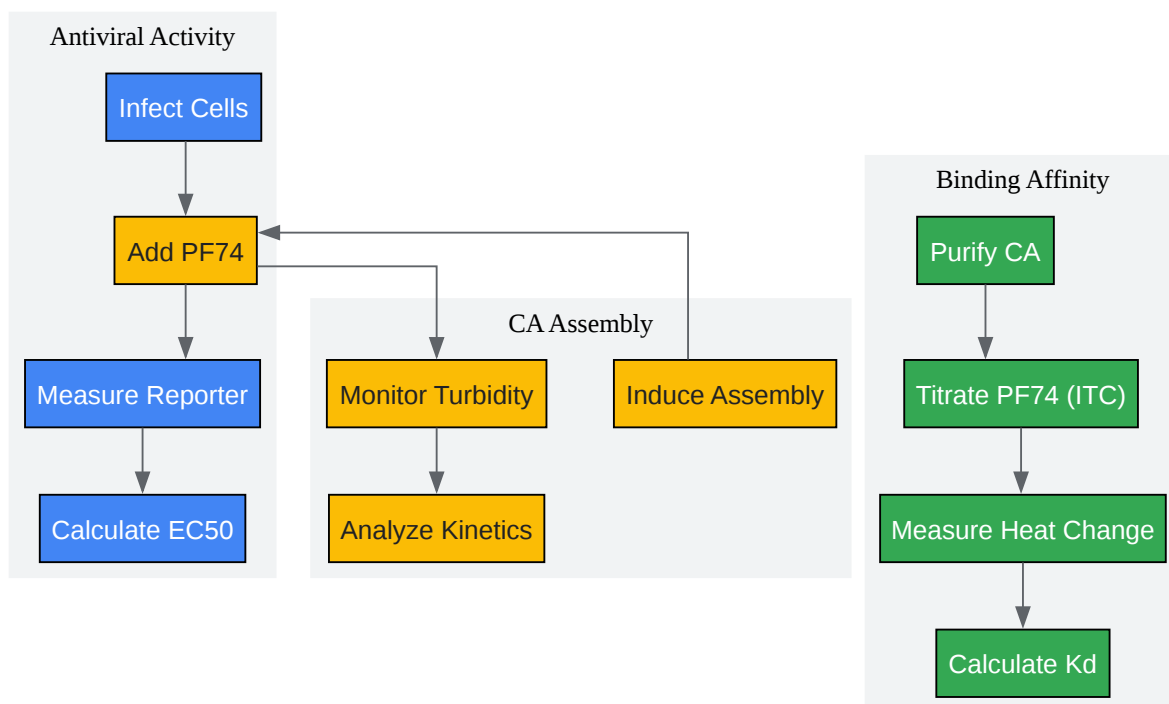 Antiviral Activity
Infect Cells
Add PF74
Measure Reporter
Calculate EC50
CA Assembly
Monitor Turbidity
Induce Assembly
Analyze Kinetics
Binding Affinity
Purify CA
Titrate PF74 (ITC)
Measure Heat Change
Calculate Kd